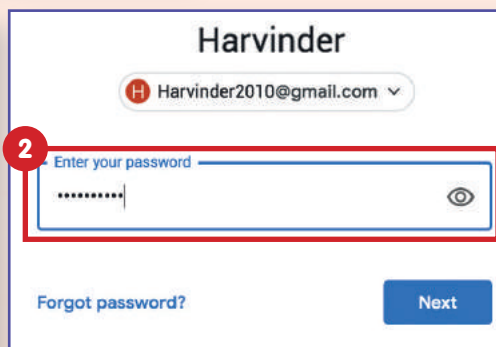 Harvinder
H Harvinder2010@gmail.com
2
Enter your password
••••••••••
Forgot password?
Next